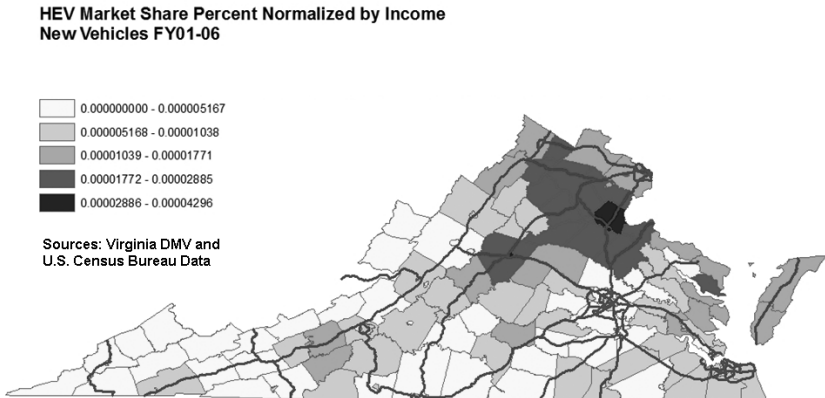 HEV Market Share Percent Normalized by Income
New Vehicles FY01-06
0.000000000 - 0.000005167
0.000005168 - 0.00001038
0.00001039 - 0.00001771
0.00001772 - 0.00002885
0.00002886 - 0.00004296
Sources: Virginia DMV and
U.S. Census Bureau Data